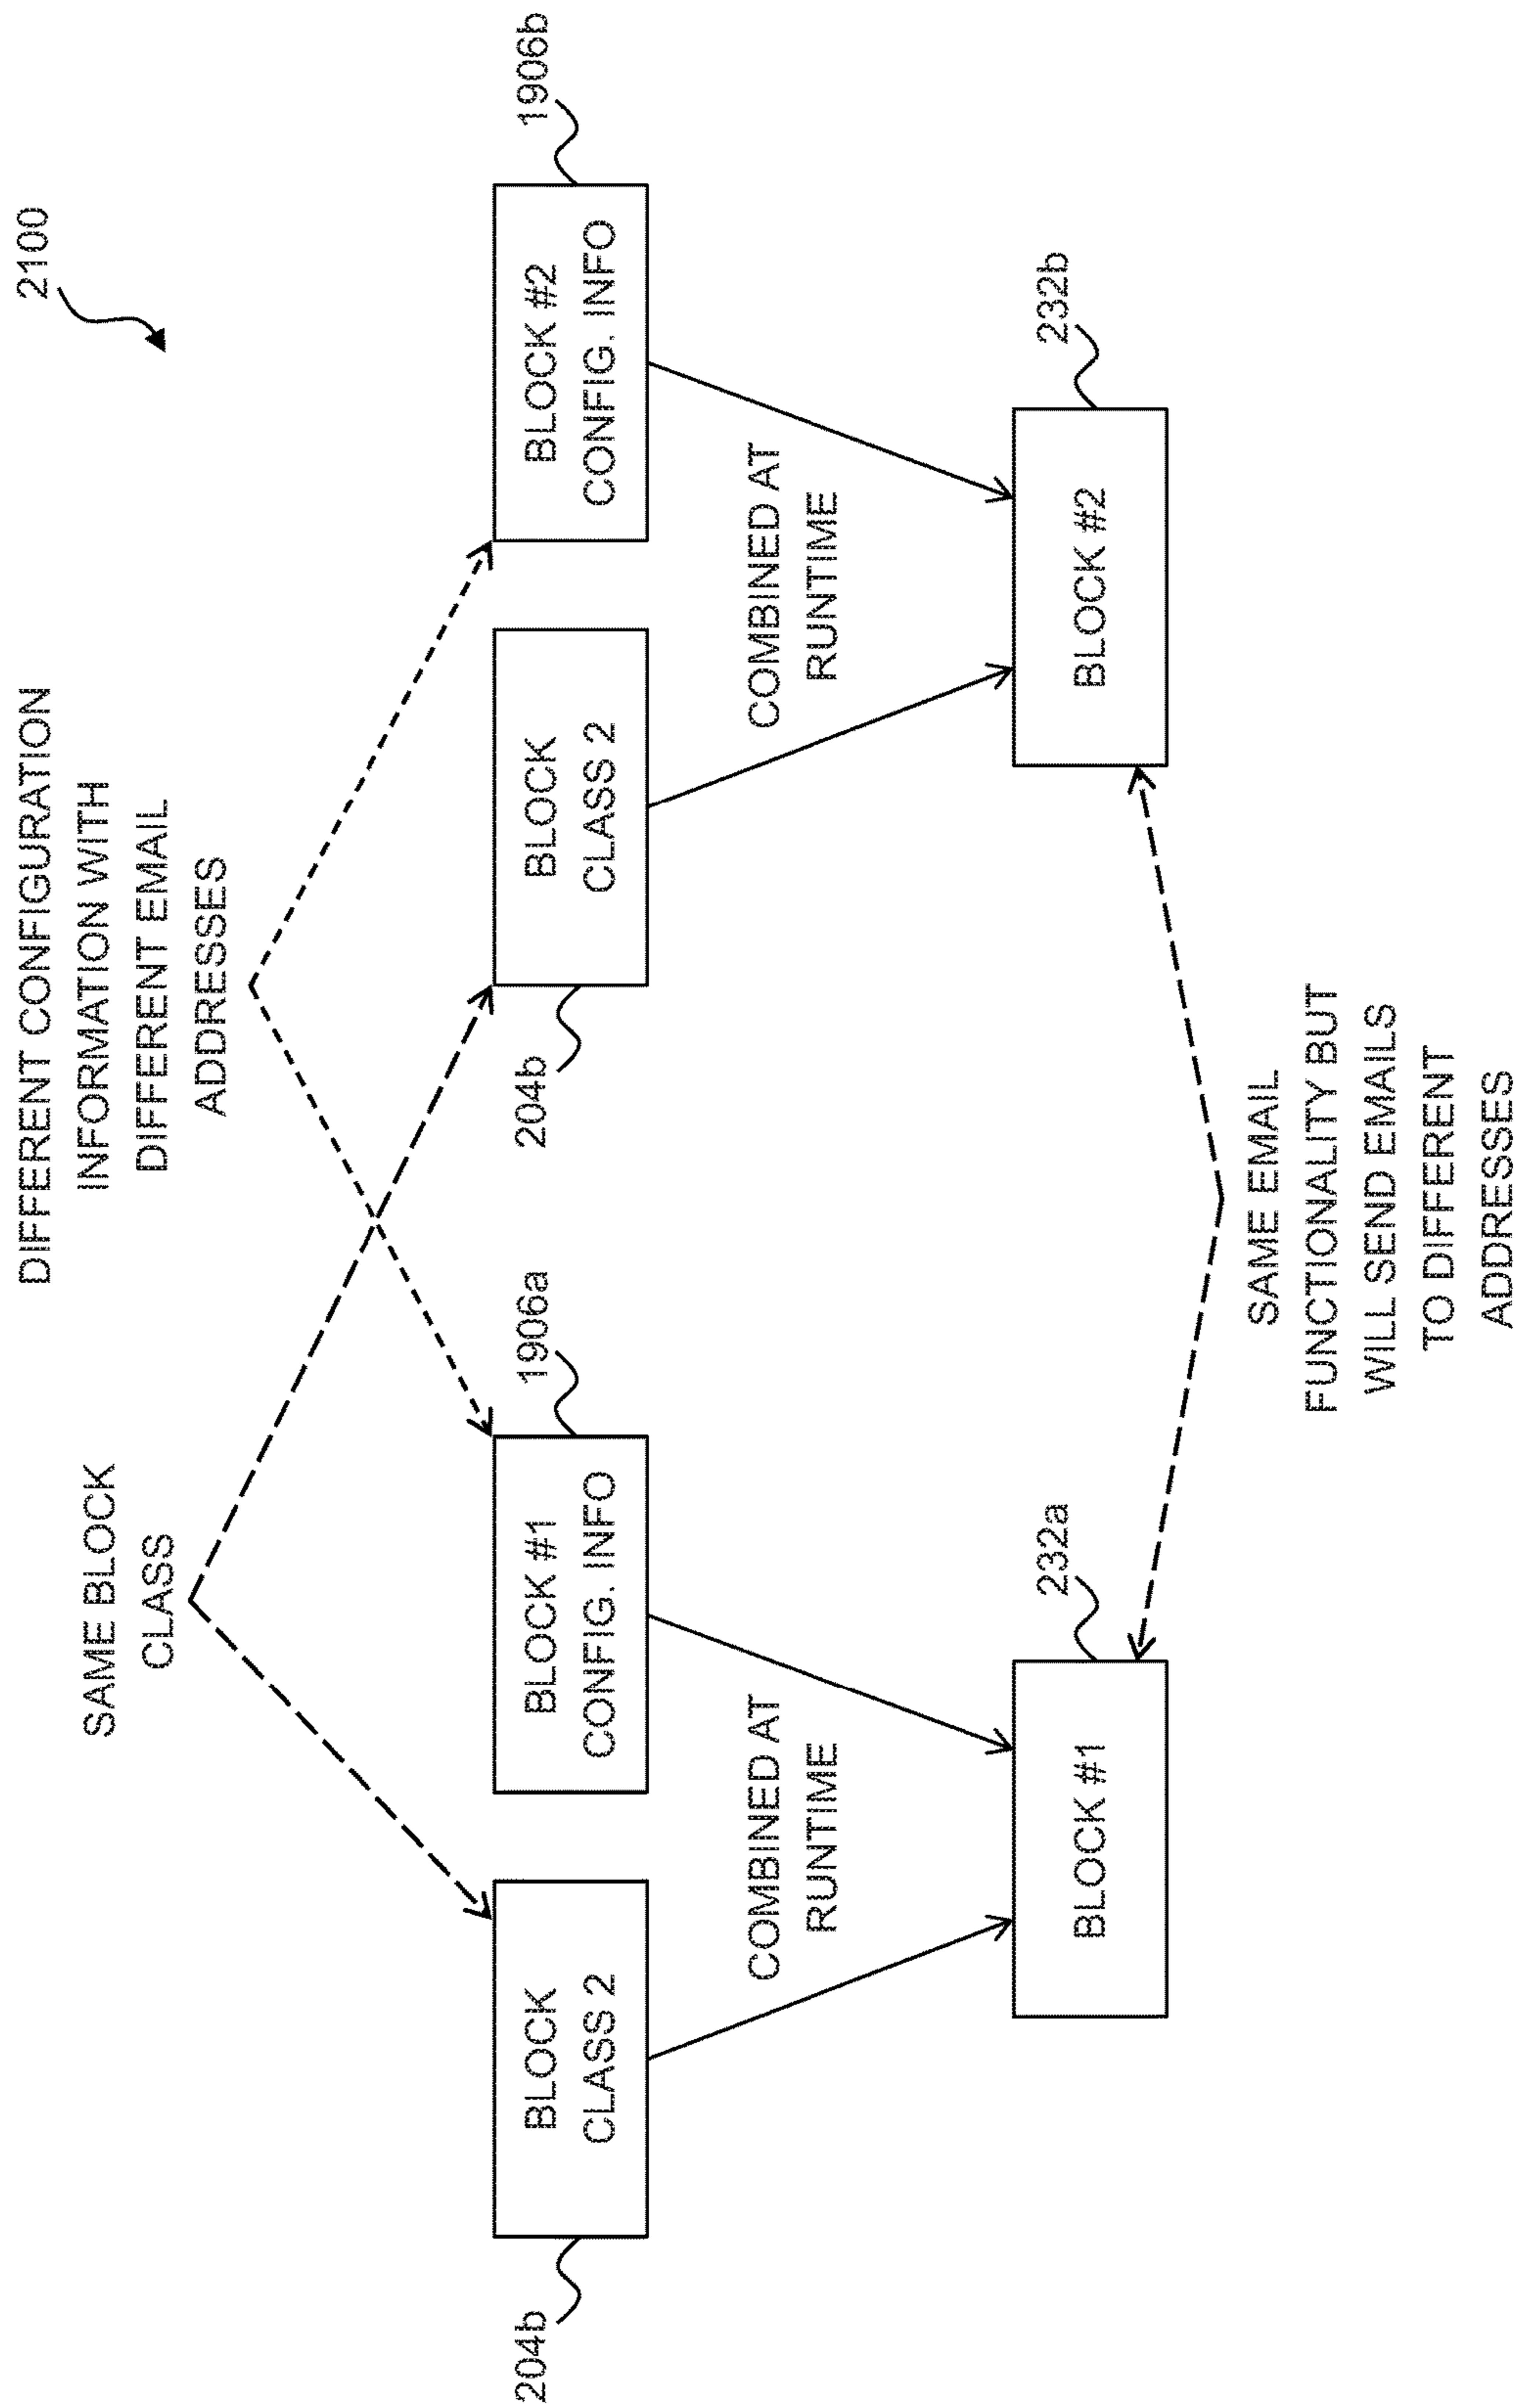 2100
DIFFERENT CONFIGURATION
INFORMATION WITH
DIFFERENT EMAIL
ADDRESSES
SAME BLOCK
CLASS
204b
BLOCK
CLASS 2
1906a
BLOCK #1
CONFIG. INFO
204b
BLOCK
CLASS 2
1906b
BLOCK #2
CONFIG. INFO
COMBINED AT
RUNTIME
COMBINED AT
RUNTIME
232a
BLOCK #1
232b
BLOCK #2
SAME EMAIL
FUNCTIONALITY BUT
WILL SEND EMAILS
TO DIFFERENT
ADDRESSES